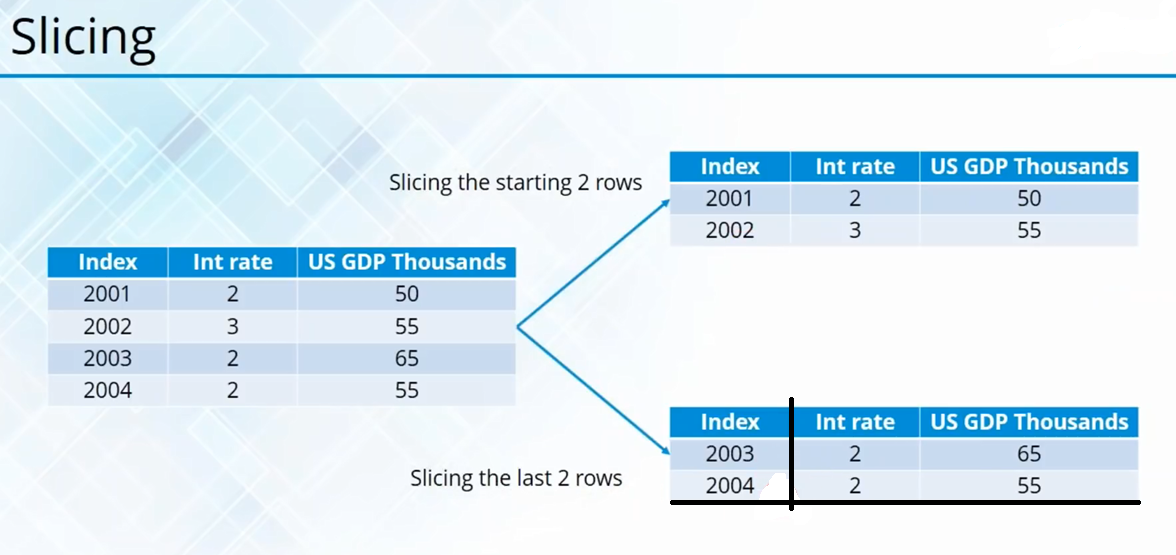 Slicing
Slicing the starting 2 rows
Index Int rate US GDP Thousands
2001 2 50
2002 3 55
Index Int rate US GDP Thousands
2001 2 50
2002 3 55
2003 2 65
2004 2 55
Slicing the last 2 rows
Index Int rate US GDP Thousands
2003 2 65
2004 2 55